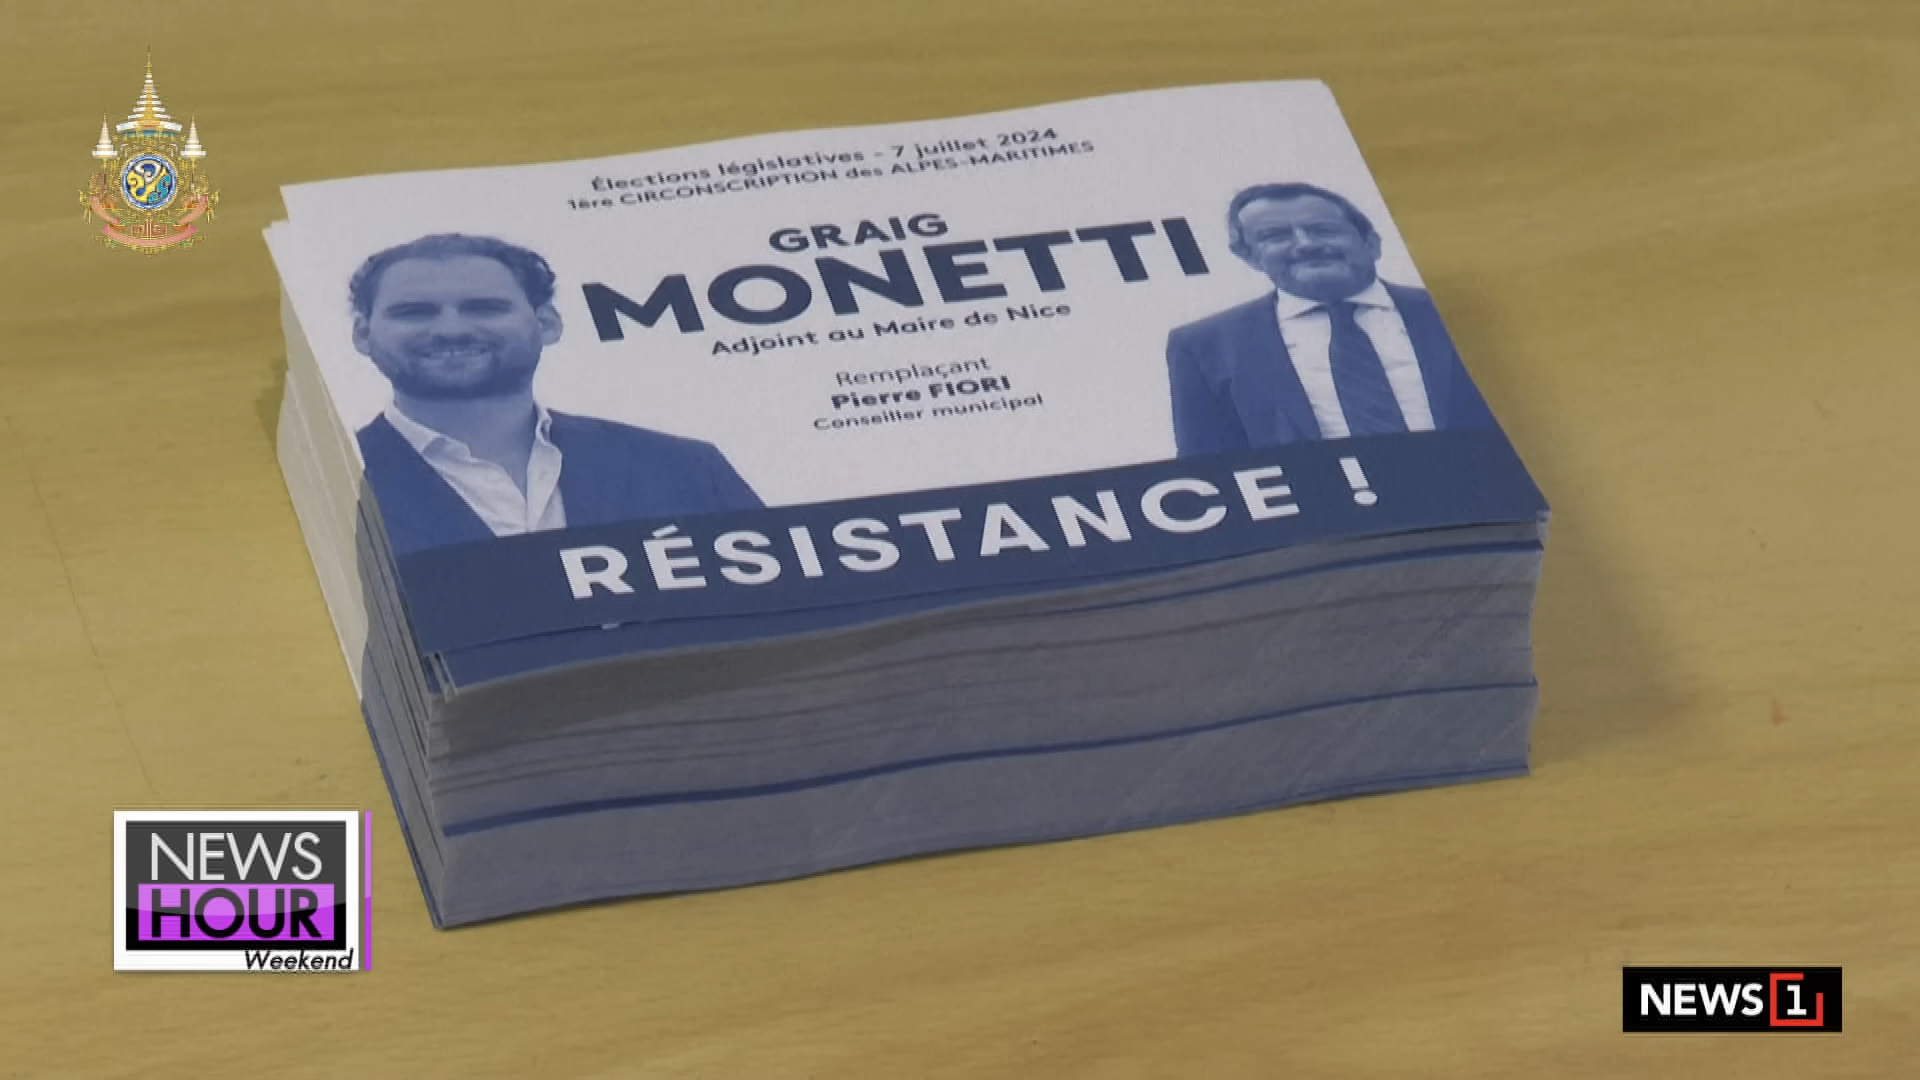 Élections législatives - 7 juillet 2024
1ère CIRCONSCRIPTION des ALPES-MARITIMES
GRAIG
MONETTI
Adjoint au Maire de Nice
Remplaçant
Pierre FIORI
Conseiller municipal
RÉSISTANCE !
NEWS
HOUR
Weekend
NEWS 1